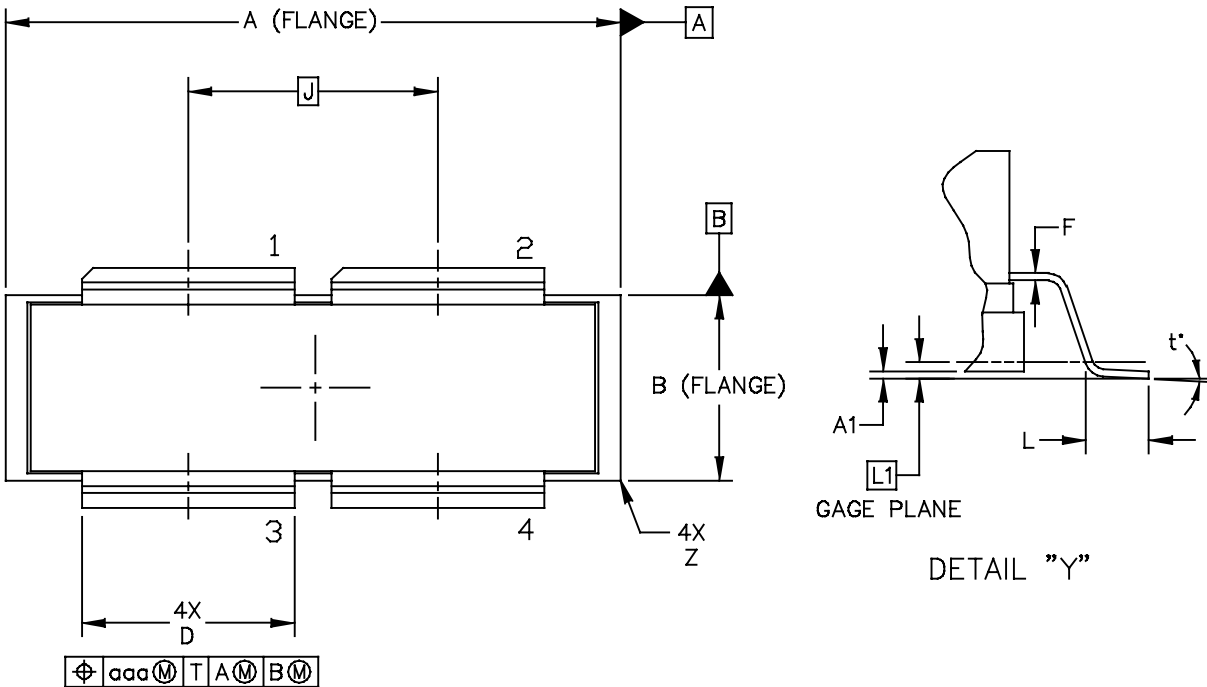 A (FLANGE)
A
J
B
1
2
F
t°
B (FLANGE)
A1
L
L1
GAGE PLANE
3
4
4X
Z
DETAIL "Y"
4X
D
⌖ aaa Ⓜ T A Ⓜ B Ⓜ